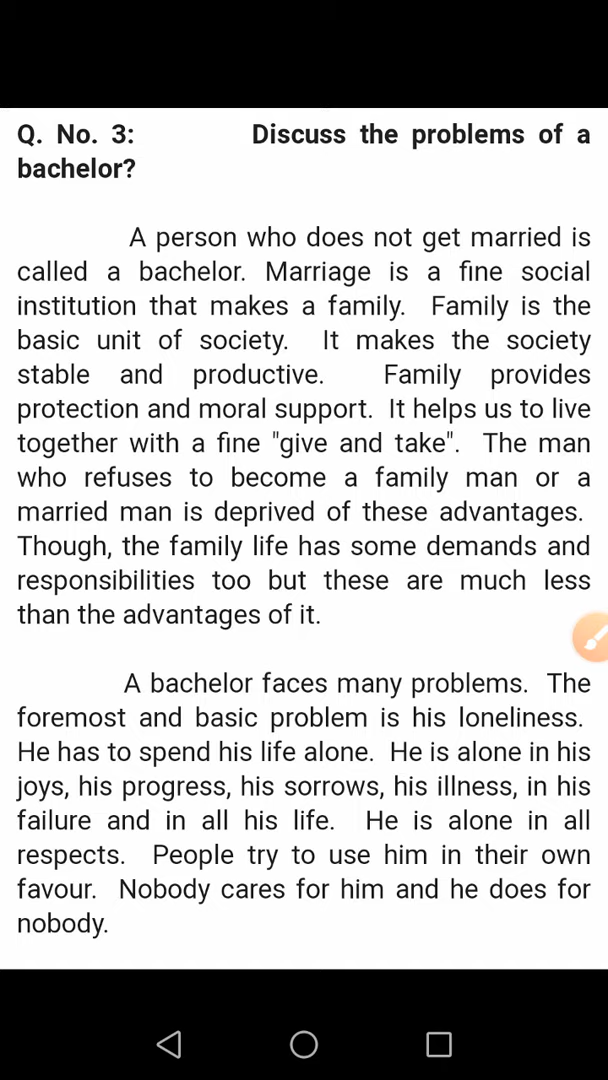 Q. No. 3: Discuss the problems of a
bachelor?
A person who does not get married is
called a bachelor. Marriage is a fine social
institution that makes a family. Family is the
basic unit of society. It makes the society
stable and productive. Family provides
protection and moral support. It helps us to live
together with a fine "give and take". The man
who refuses to become a family man or a
married man is deprived of these advantages.
Though, the family life has some demands and
responsibilities too but these are much less
than the advantages of it.
A bachelor faces many problems. The
foremost and basic problem is his loneliness.
He has to spend his life alone. He is alone in his
joys, his progress, his sorrows, his illness, in his
failure and in all his life. He is alone in all
respects. People try to use him in their own
favour. Nobody cares for him and he does for
nobody.